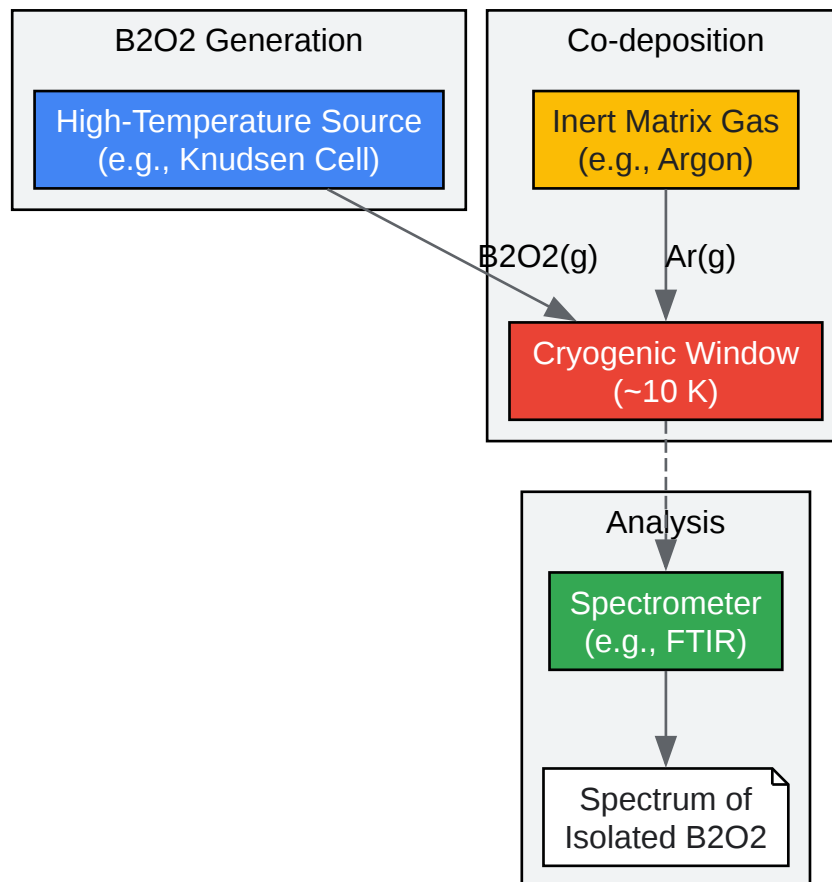 B2O2 Generation
High-Temperature Source
(e.g., Knudsen Cell)
Co-deposition
Inert Matrix Gas
(e.g., Argon)
B2O2(g)
Ar(g)
Cryogenic Window
(~10 K)
Analysis
Spectrometer
(e.g., FTIR)
Spectrum of
Isolated B2O2